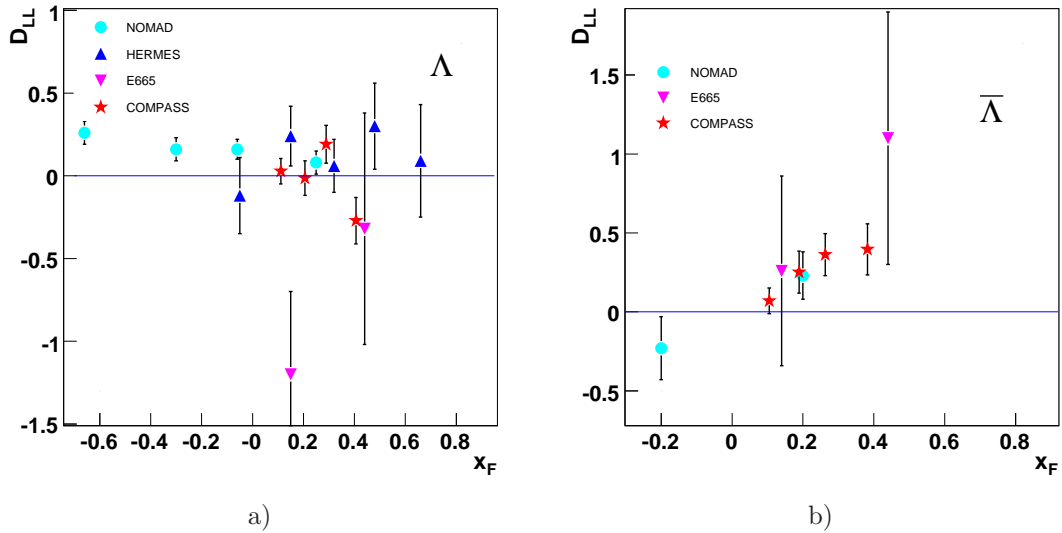 D_LL
1
0.5
0
-0.5
-1
-1.5
NOMAD
HERMES
E665
COMPASS
Λ
-0.6 -0.4 -0.2 -0 0.2 0.4 0.6 0.8
x_F
a)
D_LL
1.5
1
0.5
0
-0.5
NOMAD
E665
COMPASS
Λ̅
-0.2 0 0.2 0.4 0.6 0.8
x_F
b)